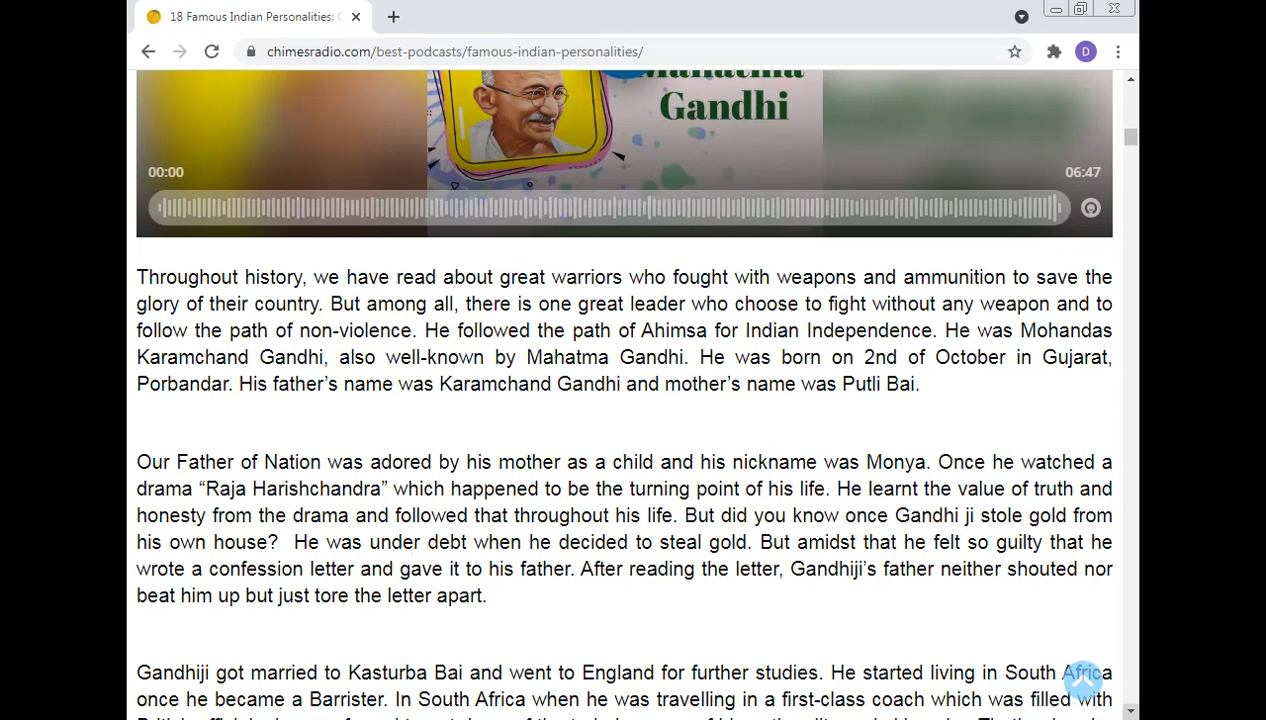 18 Famous Indian Personalities:
chimesradio.com/best-podcasts/famous-indian-personalities/
D
Gandhi
00:00
06:47
Throughout history, we have read about great warriors who fought with weapons and ammunition to save the
glory of their country. But among all, there is one great leader who choose to fight without any weapon and to
follow the path of non-violence. He followed the path of Ahimsa for Indian Independence. He was Mohandas
Karamchand Gandhi, also well-known by Mahatma Gandhi. He was born on 2nd of October in Gujarat,
Porbandar. His father’s name was Karamchand Gandhi and mother’s name was Putli Bai.
Our Father of Nation was adored by his mother as a child and his nickname was Monya. Once he watched a
drama “Raja Harishchandra” which happened to be the turning point of his life. He learnt the value of truth and
honesty from the drama and followed that throughout his life. But did you know once Gandhi ji stole gold from
his own house? He was under debt when he decided to steal gold. But amidst that he felt so guilty that he
wrote a confession letter and gave it to his father. After reading the letter, Gandhiji’s father neither shouted nor
beat him up but just tore the letter apart.
Gandhiji got married to Kasturba Bai and went to England for further studies. He started living in South Africa
once he became a Barrister. In South Africa when he was travelling in a first-class coach which was filled with